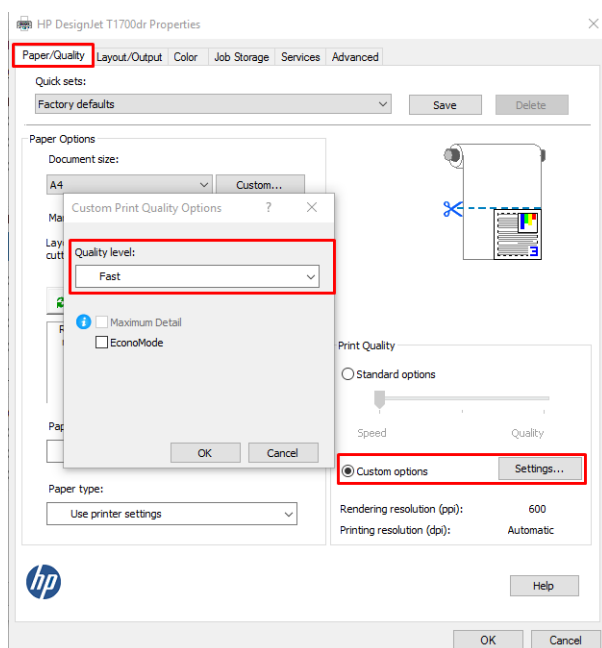 HP DesignJet T1700dr Properties
Paper/Quality Layout/Output Color Job Storage Services Advanced
Quick sets:
Factory defaults
Save
Delete
Paper Options
Document size:
A4
Custom...
Custom Print Quality Options ?
Quality level:
Fast
Maximum Detail
EconoMode
OK
Cancel
Paper type:
Use printer settings
3
Print Quality
Standard options
Speed
Quality
Custom options
Settings...
Rendering resolution (ppi): 600
Printing resolution (dpi): Automatic
hp
Help
OK
Cancel